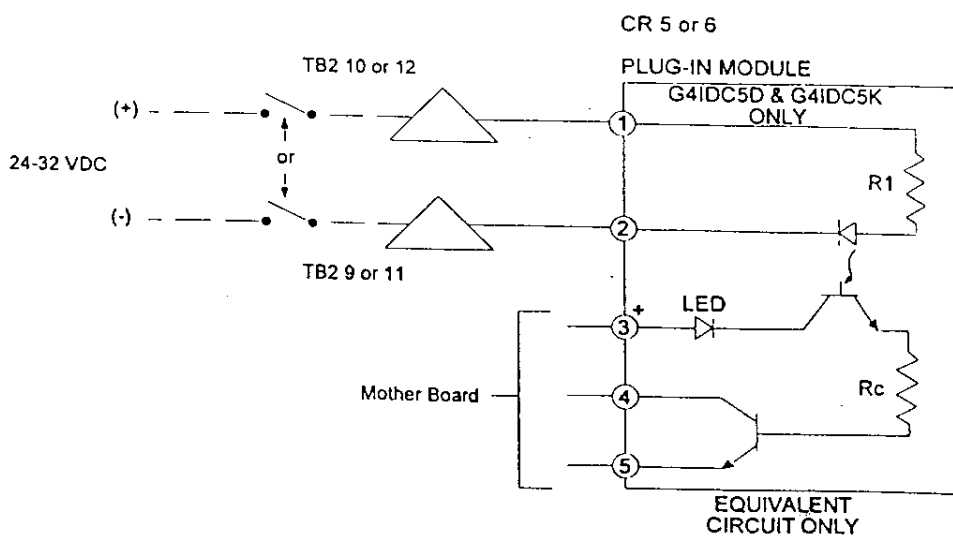 CR 5 or 6
TB2 10 or 12
PLUG-IN MODULE
G4IDC5D & G4IDC5K
ONLY
(+)
1
or
24-32 VDC
R1
(-)
2
TB2 9 or 11
LED
+
3
Mother Board
4
Rc
5
EQUIVALENT
CIRCUIT ONLY